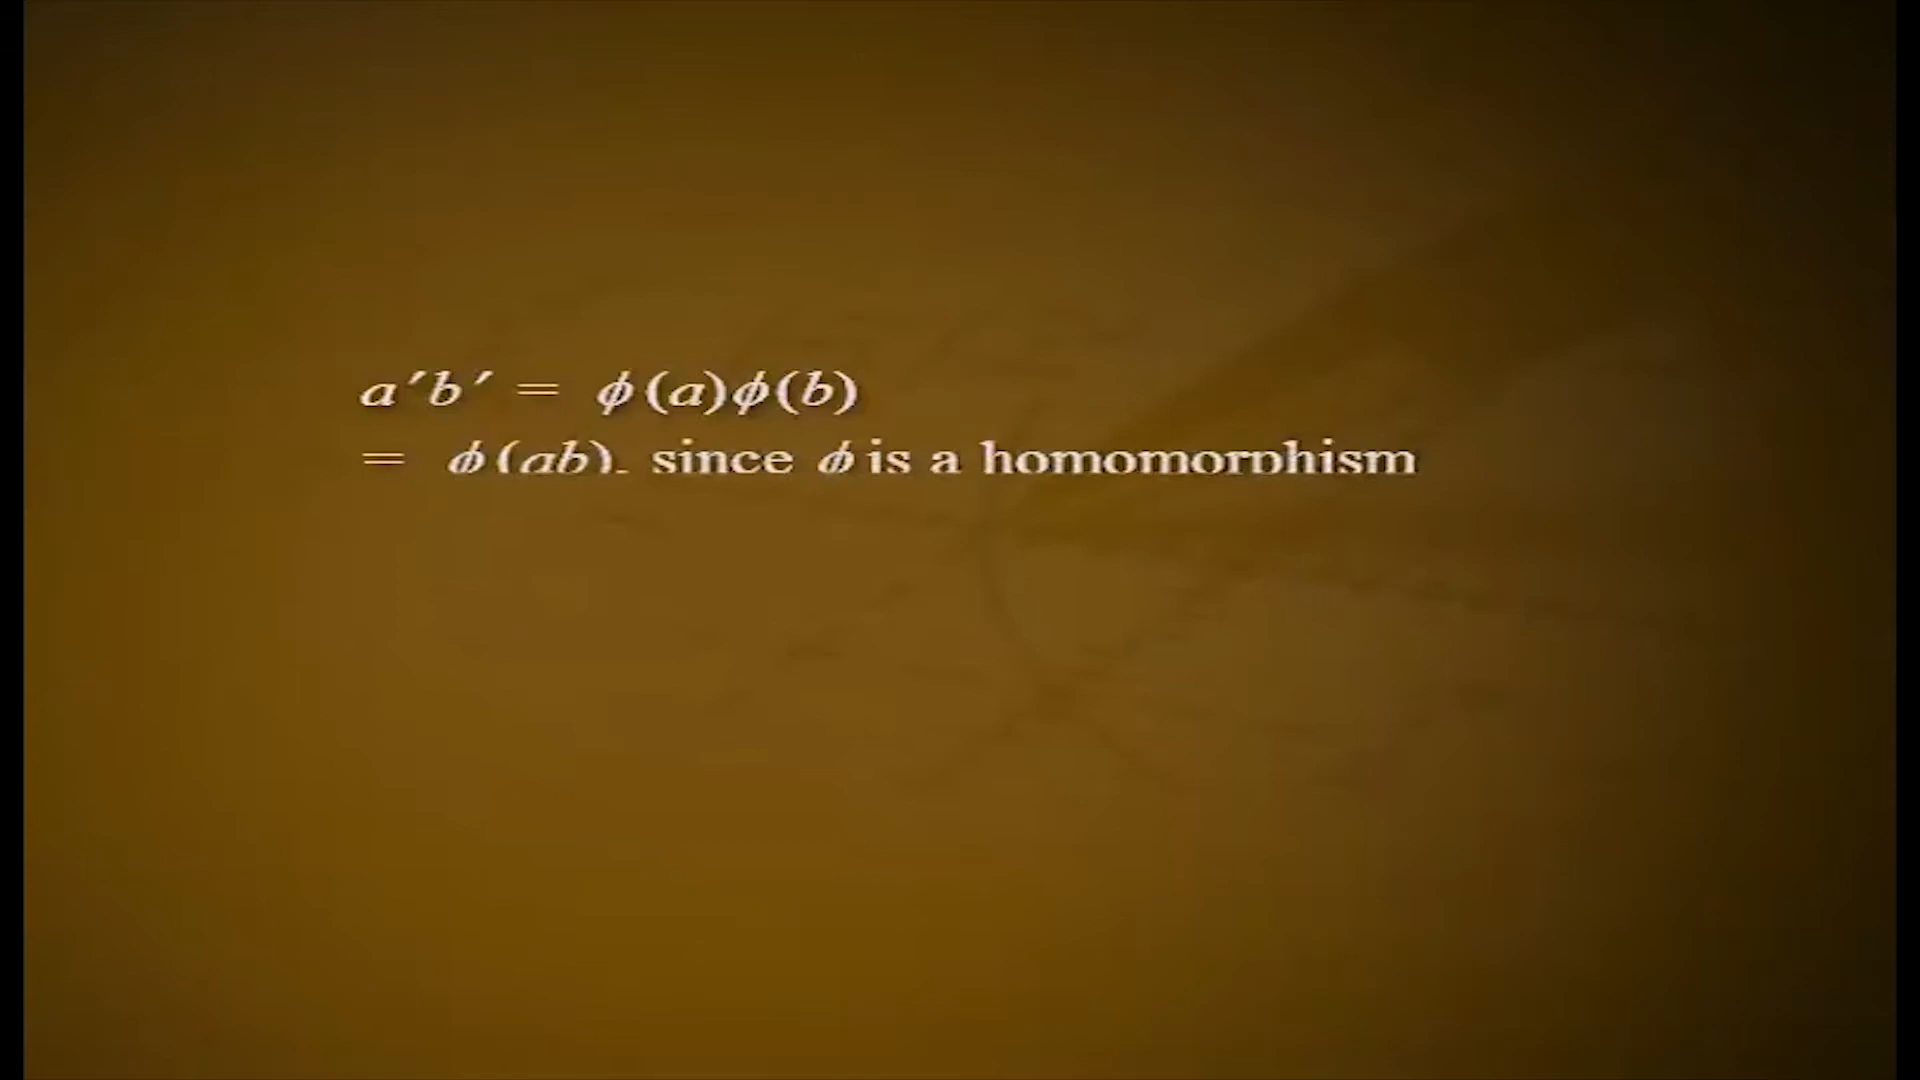 a′b′ = ϕ(a)ϕ(b)
= ϕ(ab), since ϕ is a homomorphism